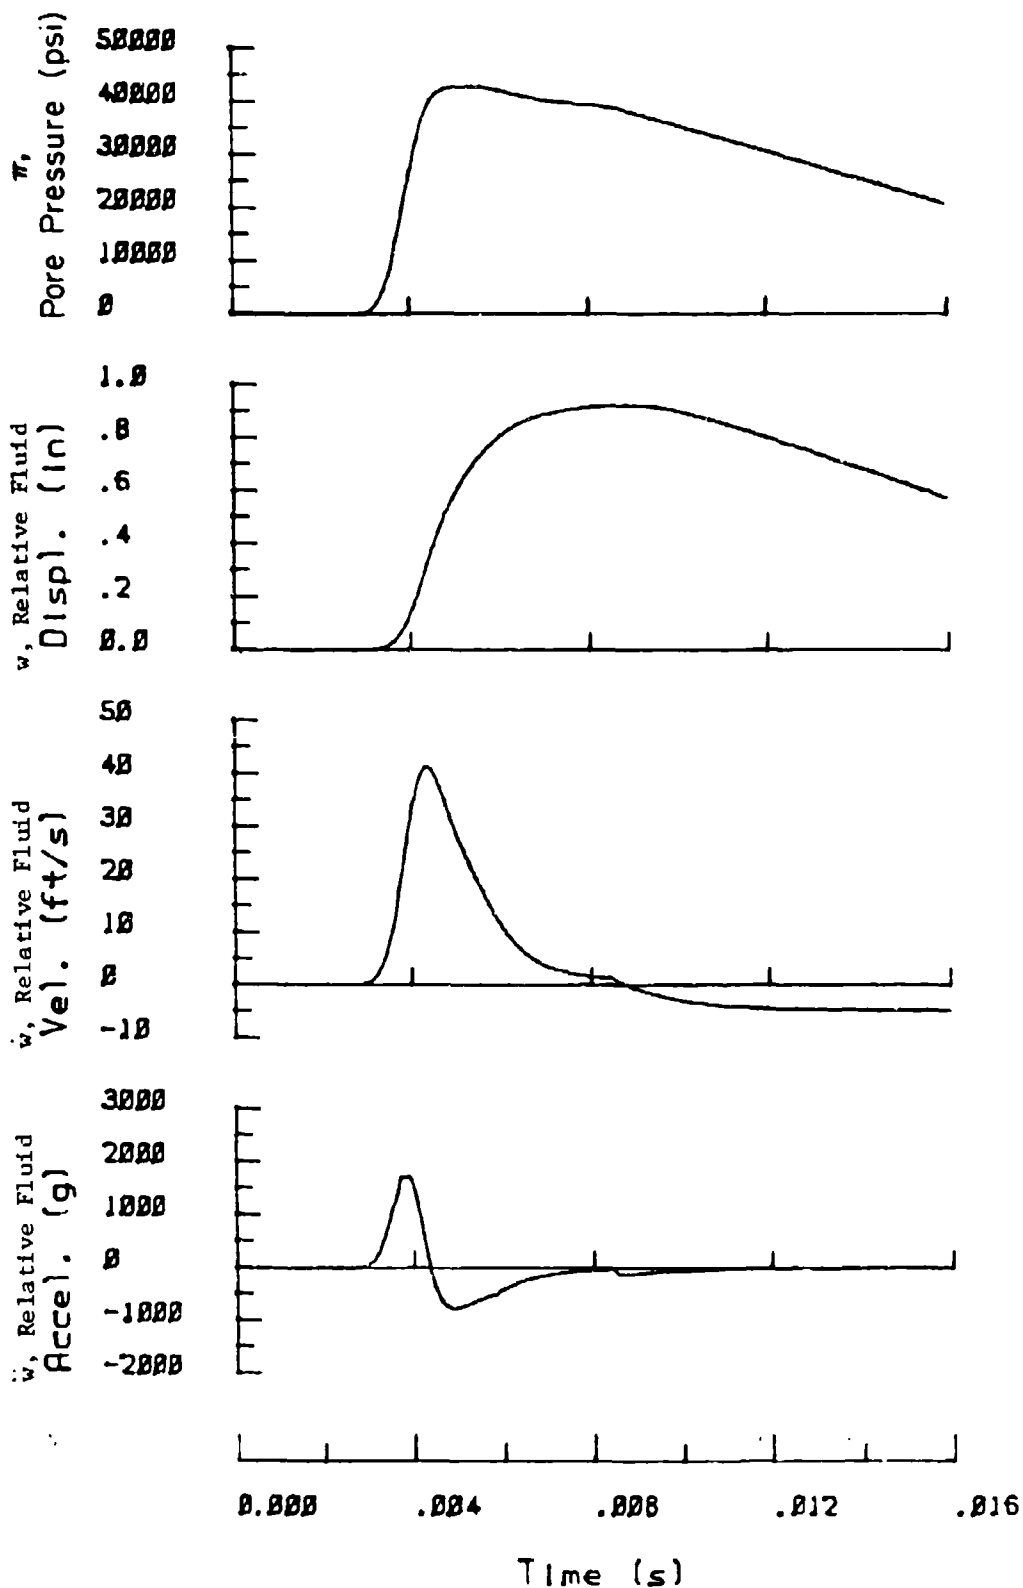 π,
Pore Pressure (psi)
50000
40000
30000
20000
10000
0
w, Relative Fluid
Displ. (in)
1.0
.8
.6
.4
.2
0.0
ẇ, Relative Fluid
Vel. (ft/s)
50
40
30
20
10
0
-10
ẅ, Relative Fluid
Accel. (g)
3000
2000
1000
0
-1000
-2000
0.000 .004 .008 .012 .016
Time (s)